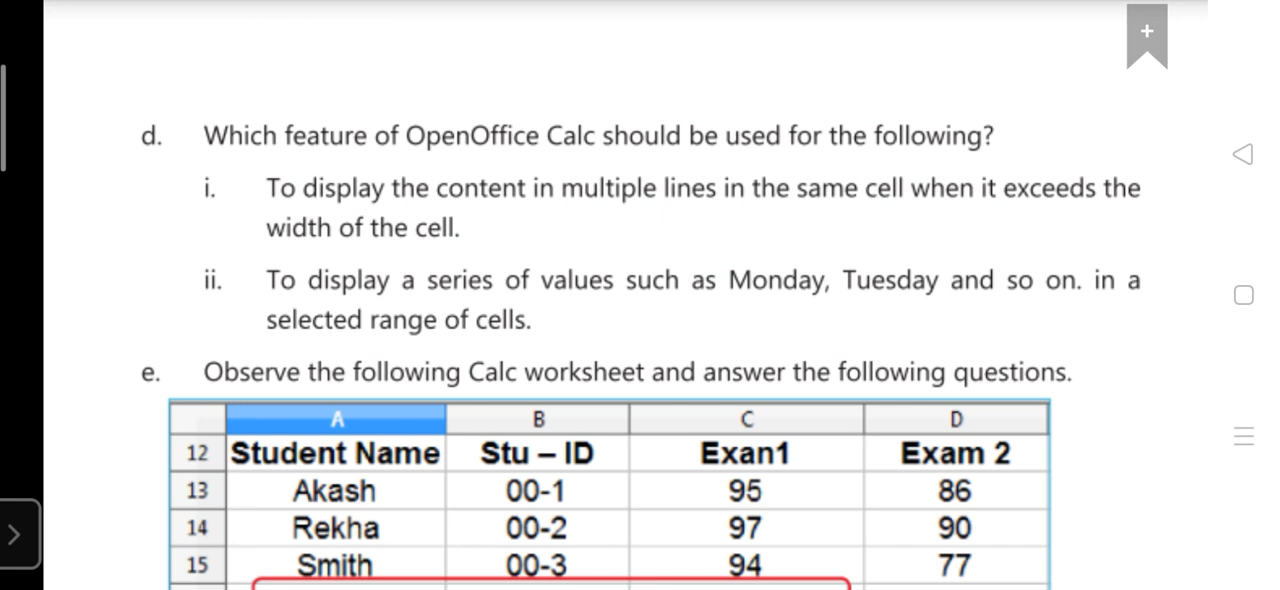 +
d. Which feature of OpenOffice Calc should be used for the following?
i. To display the content in multiple lines in the same cell when it exceeds the
width of the cell.
ii. To display a series of values such as Monday, Tuesday and so on. in a
selected range of cells.
e. Observe the following Calc worksheet and answer the following questions.
A B C D
12 Student Name Stu – ID Exan1 Exam 2
13 Akash 00-1 95 86
14 Rekha 00-2 97 90
15 Smith 00-3 94 77